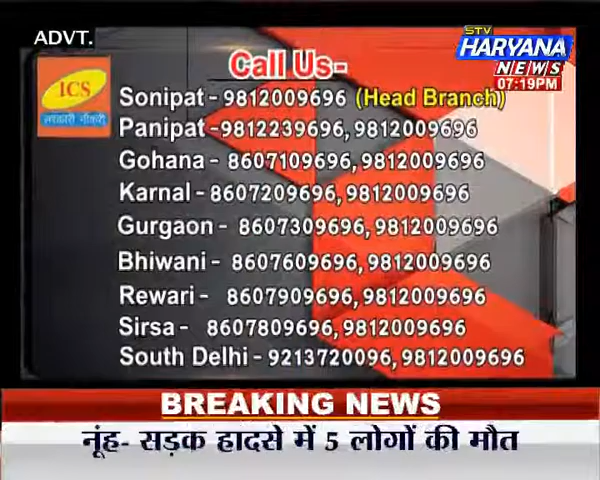 ADVT.
STV
HARYANA
NEWS
07:19PM
Call Us-
ICS
सरकारी नौकरी
Sonipat-9812009696 (Head Branch)
Panipat-9812239696,9812009696
Gohana- 8607109696,9812009696
Karnal-8607209696,9812009696
Gurgaon- 8607309696,9812009696
Bhiwani- 8607609696,9812009696
Rewari- 8607909696,9812009696
Sirsa- 8607809696,9812009696
South Delhi-9213720096,9812009696
BREAKING NEWS
नूंह- सड़क हादसे में 5 लोगों की मौत